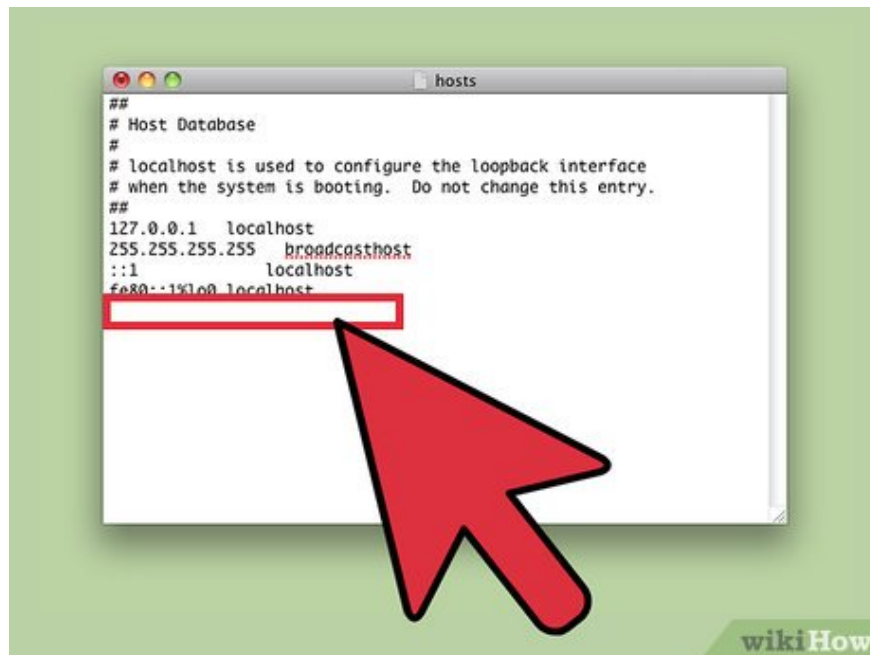 hosts
##
# Host Database
#
# localhost is used to configure the loopback interface
# when the system is booting.  Do not change this entry.
##
127.0.0.1   localhost
255.255.255.255   broadcasthost
::1             localhost
fe80::1%lo0 localhost
wikiHow